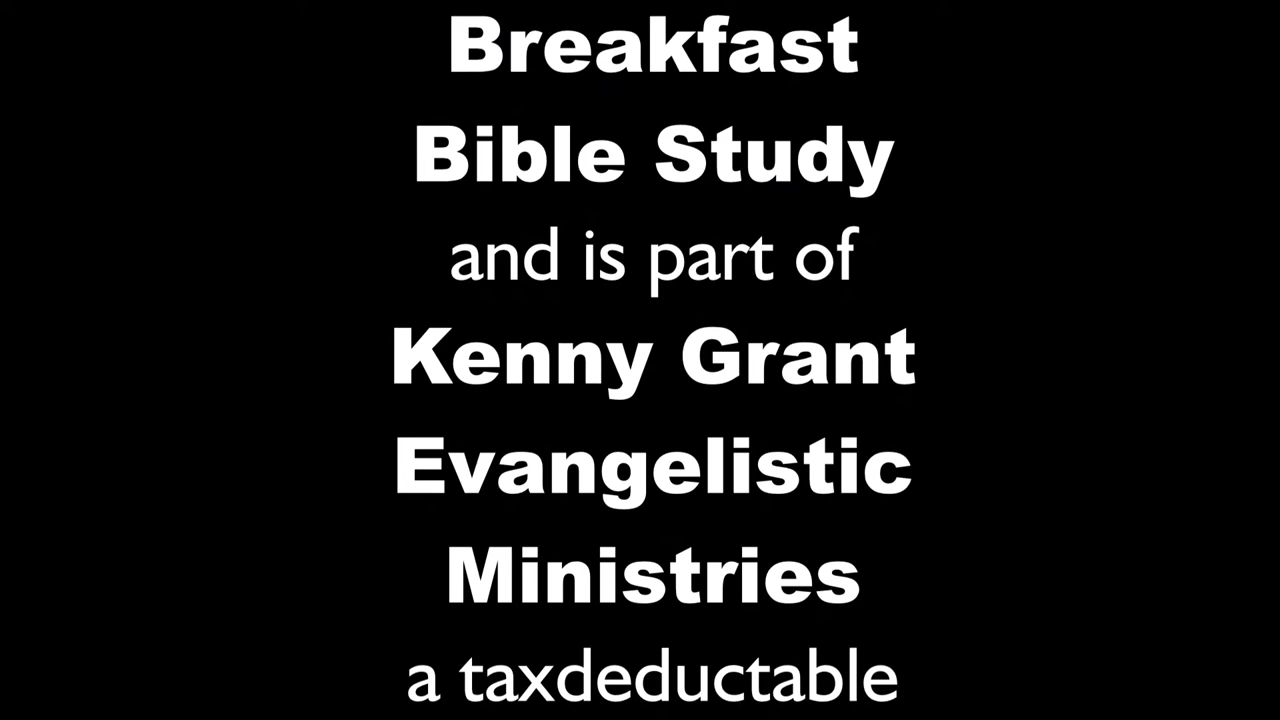 Breakfast
Bible Study
and is part of
Kenny Grant
Evangelistic
Ministries
a taxdeductable